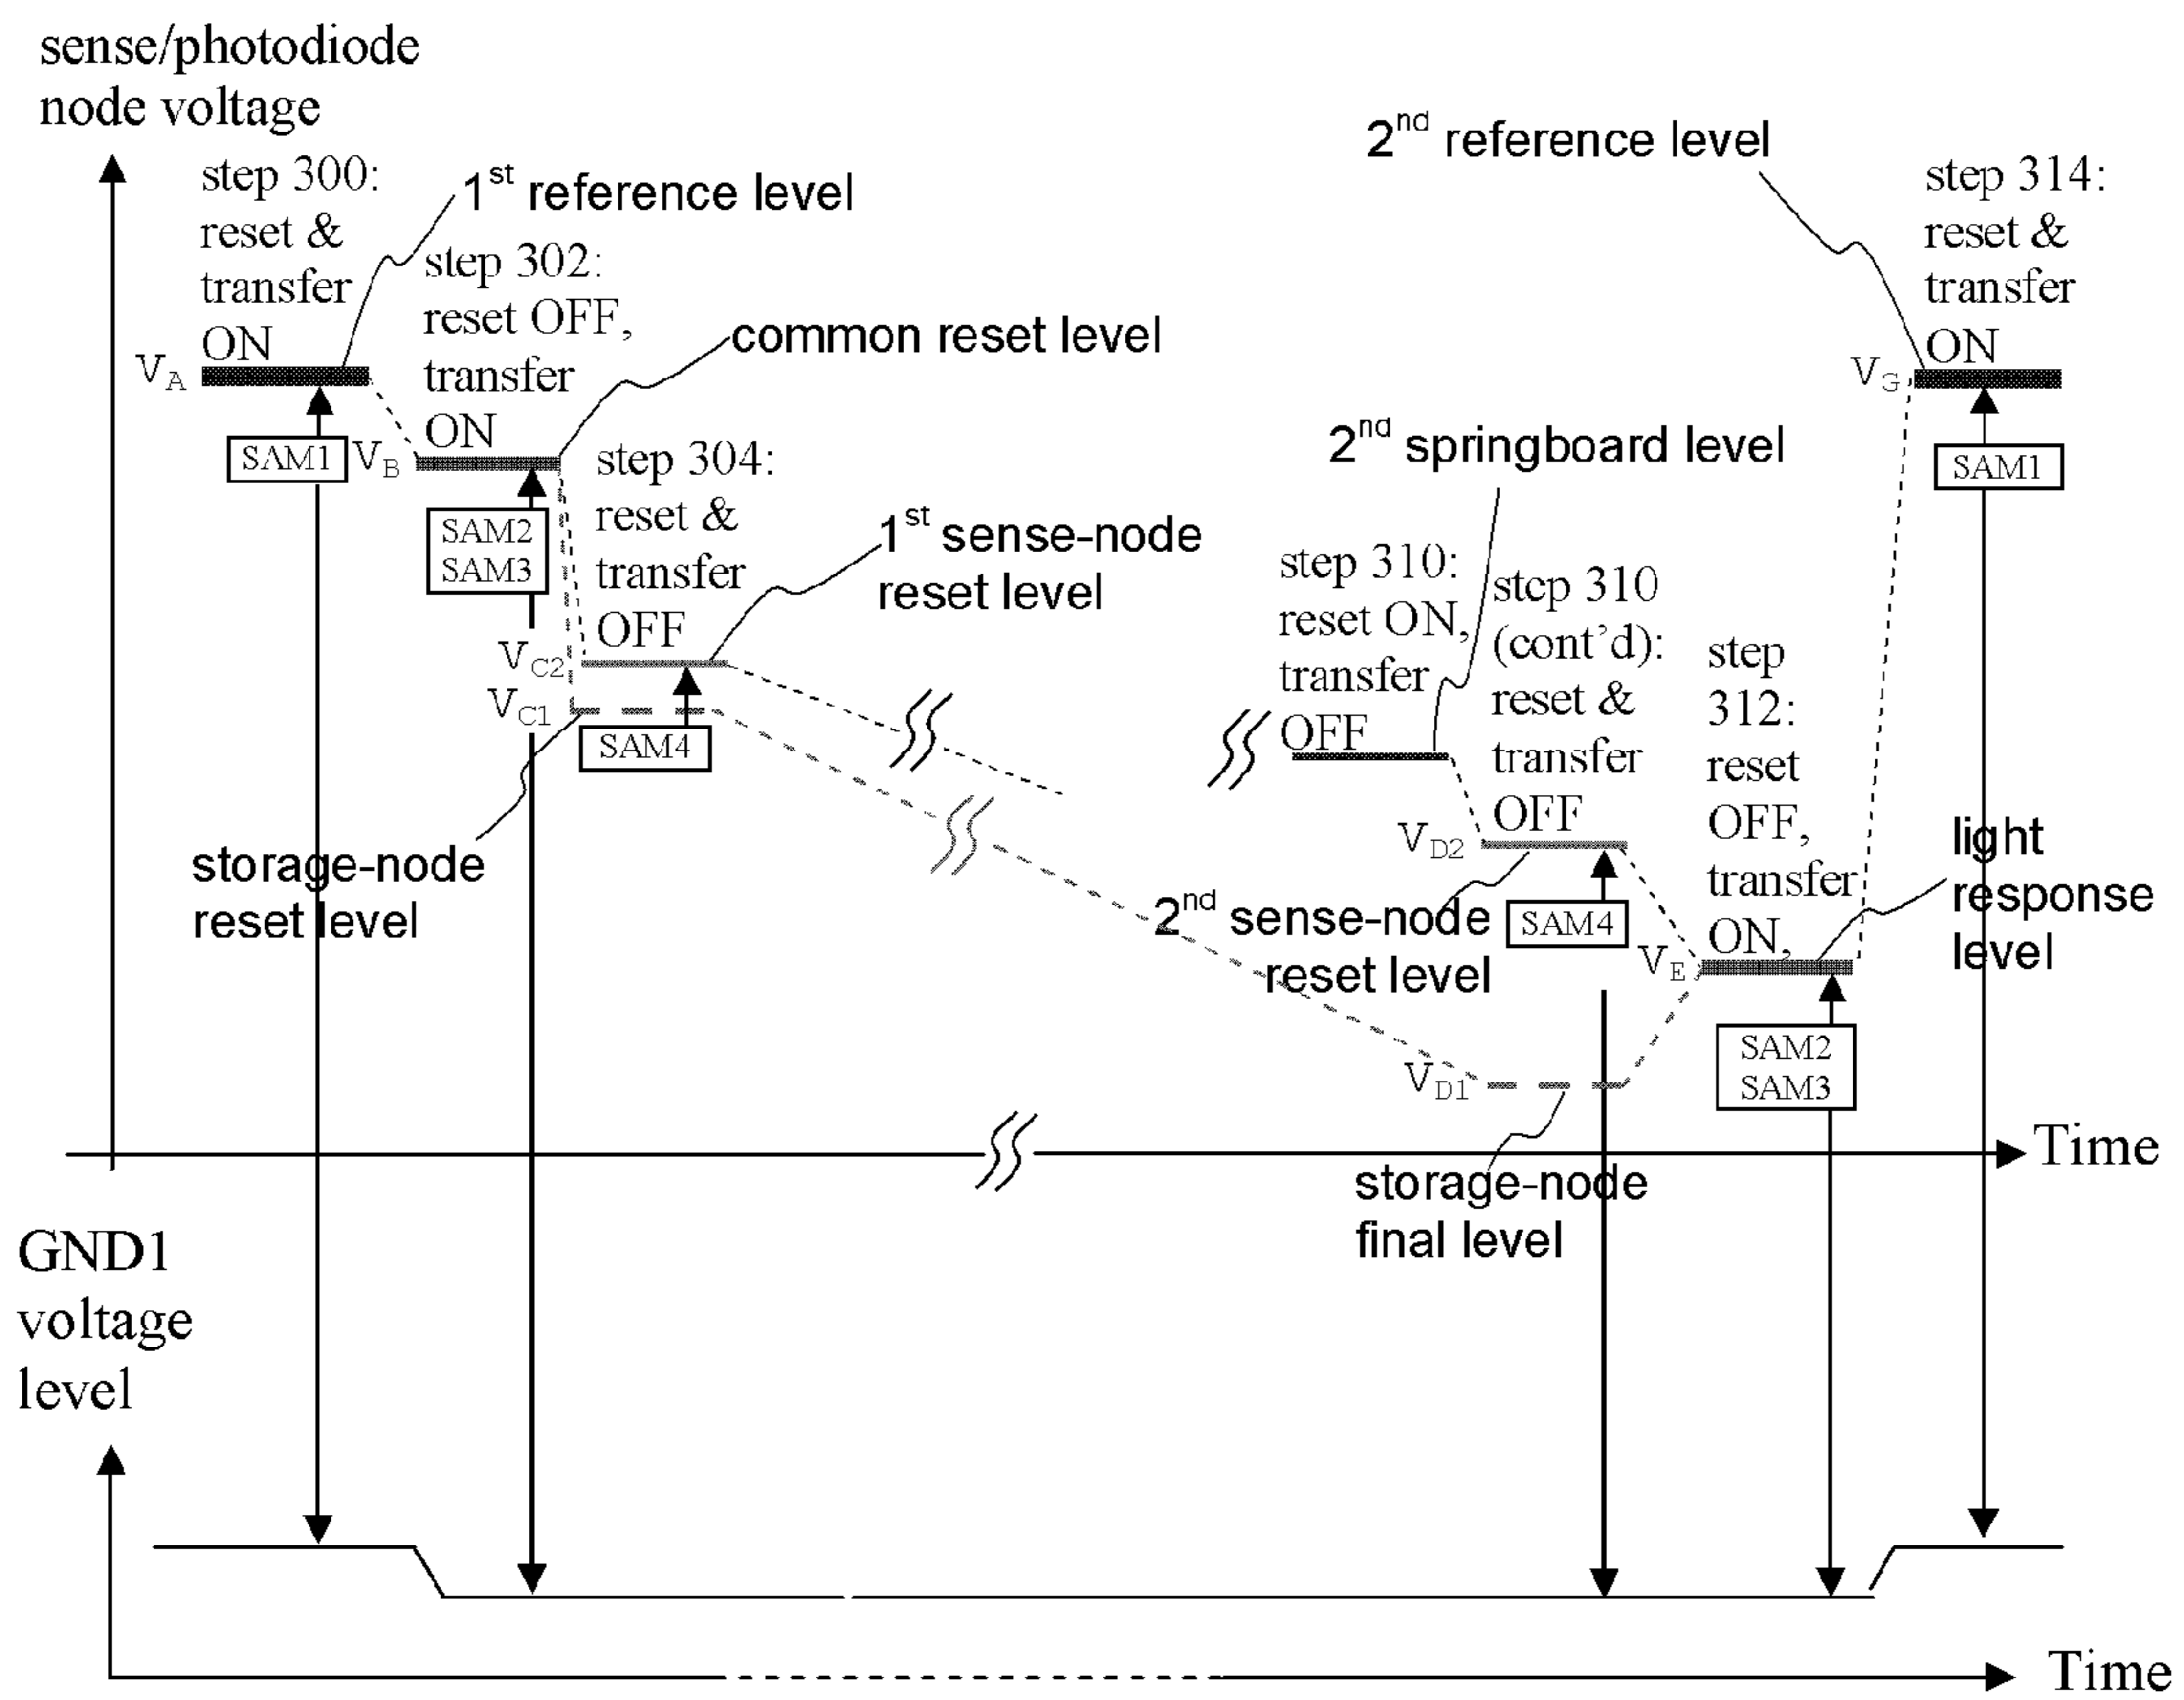 sense/photodiode
node voltage
step 300:
reset &
transfer
ON
1st reference level
step 302:
reset OFF,
transfer
ON
common reset level
VA
SAM1
VB
SAM2
SAM3
step 304:
reset &
transfer
OFF
1st sense-node
reset level
VC2
VC1
SAM4
storage-node
reset level
2nd reference level
step 314:
reset &
transfer
ON
VG
SAM1
2nd springboard level
step 310:
reset ON,
transfer
OFF
step 310
(cont'd):
reset &
transfer
OFF
VD2
SAM4
2nd sense-node
reset level
step
312:
reset
OFF,
transfer
ON,
VE
light
response
level
SAM2
SAM3
VD1
storage-node
final level
Time
GND1
voltage
level
Time